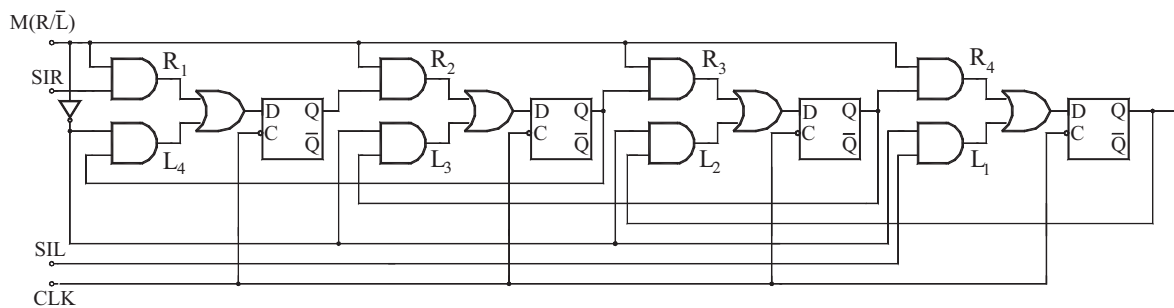 M(R/L̅)
SIR
R₁
R₂
R₃
R₄
D Q
C Q̅
D Q
C Q̅
D Q
C Q̅
D Q
C Q̅
L₄
L₃
L₂
L₁
SIL
CLK